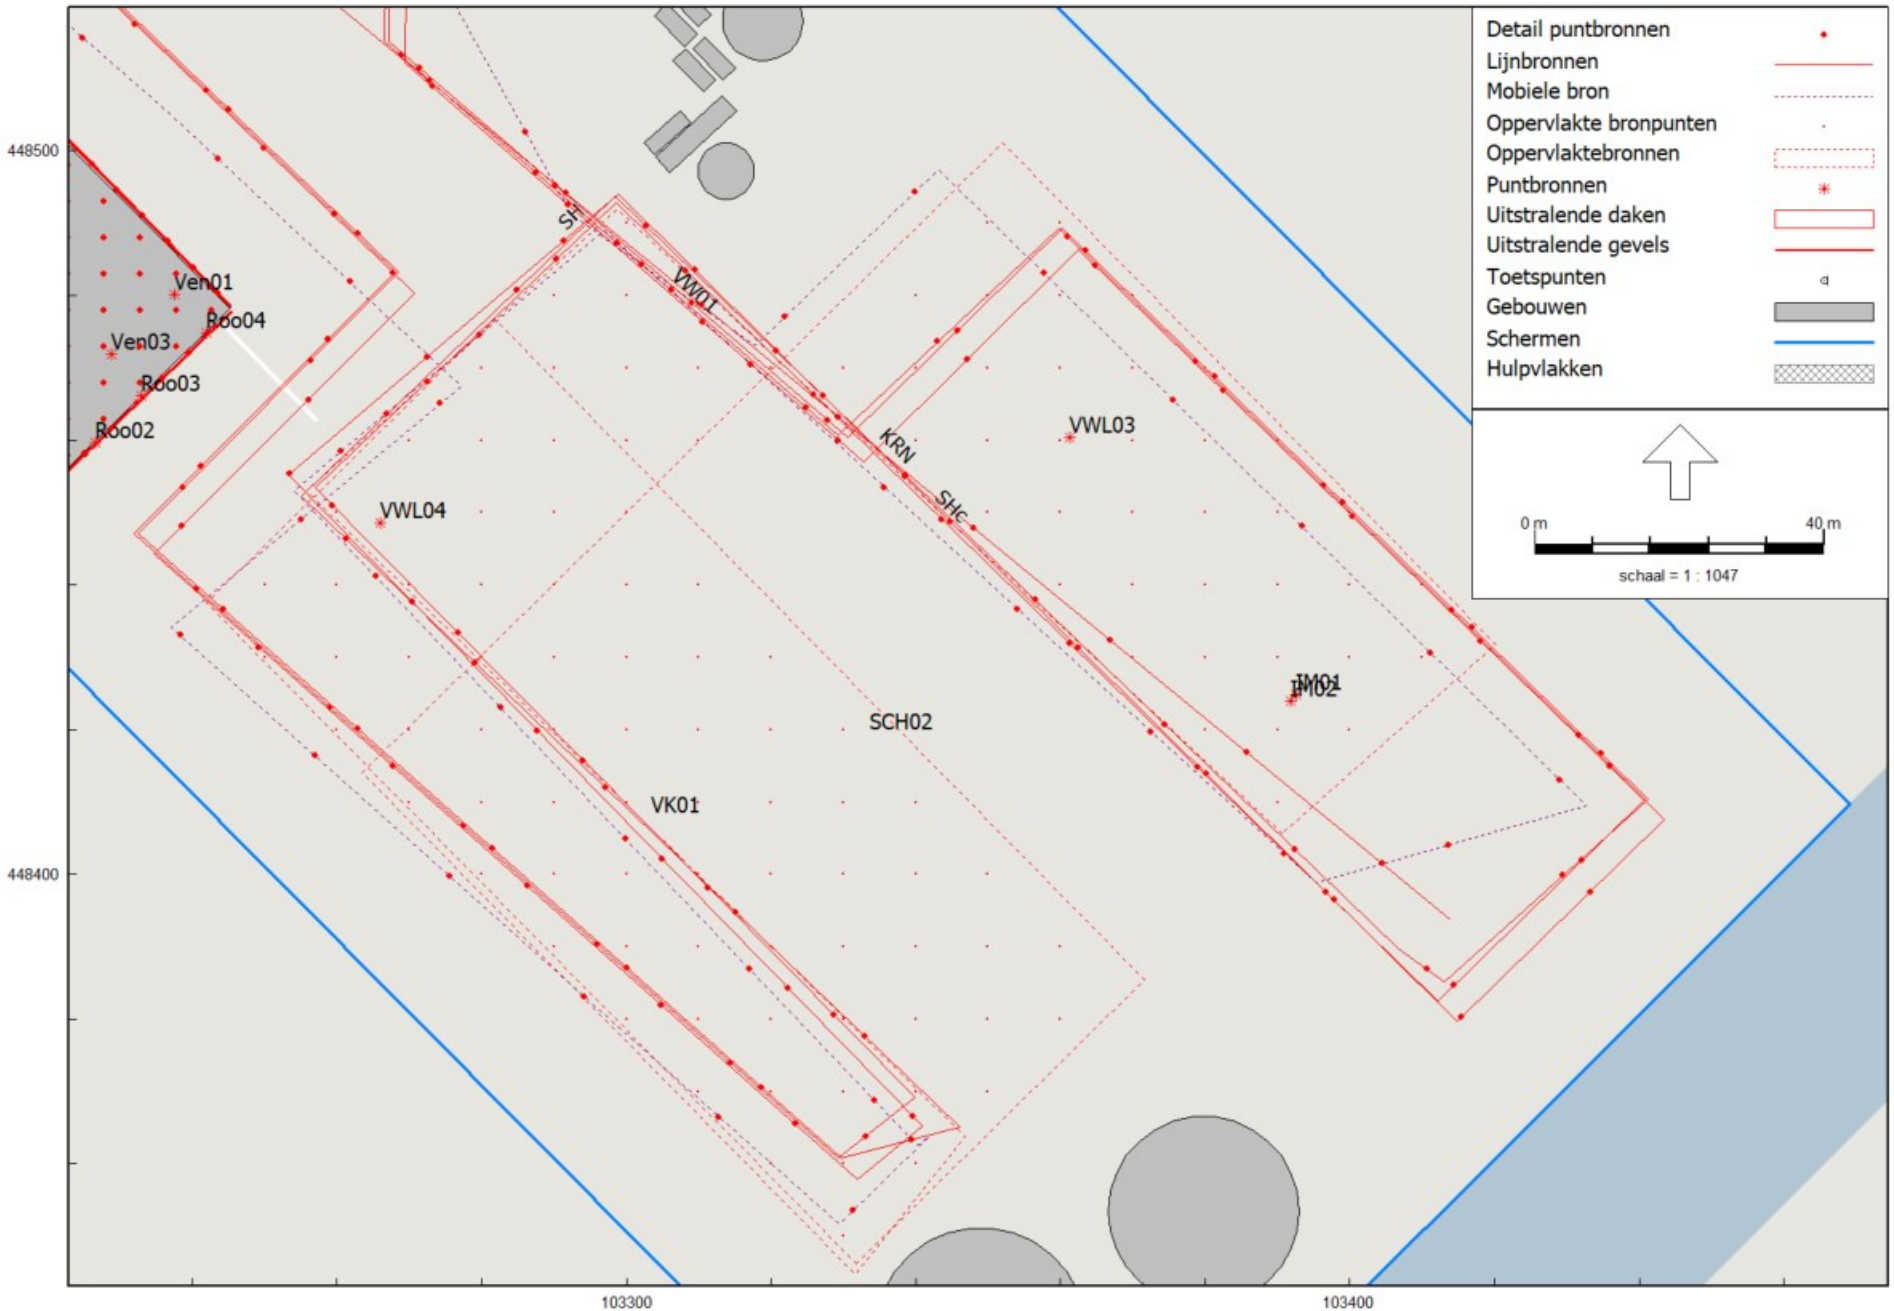 Detail puntbronnen
Lijnbronnen
Mobiele bron
Oppervlakte bronpunten
Oppervlaktebronnen
Puntbronnen
Uitstralende daken
Uitstralende gevels
Toetspunten
Gebouwen
Schermen
Hulpvlakken
0 m 40 m
schaal = 1 : 1047
448500
SH
VW01
Ven01
Roo04
Ven03
Roo03
Roo02
VWL03
KRN
SHc
VWL04
IM01
IM02
SCH02
VK01
448400
103300
103400